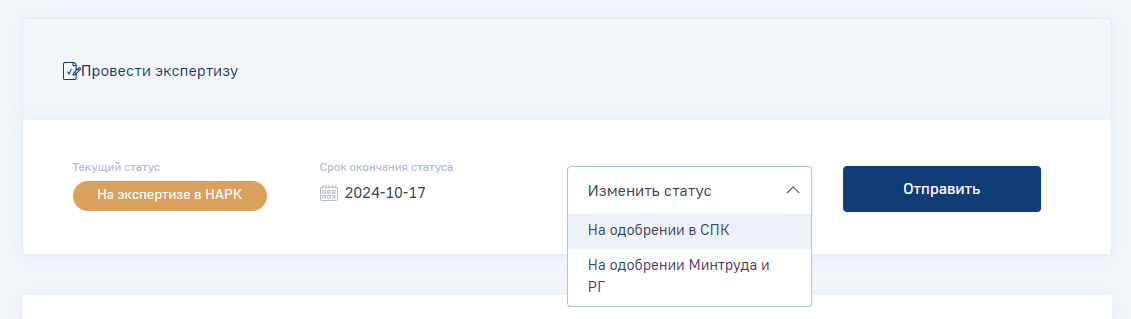 Провести экспертизу
Текущий статус
Срок окончания статуса
На экспертизе в НАРК
2024-10-17
Изменить статус
Отправить
На одобрении в СПК
На одобрении Минтруда и
РГ